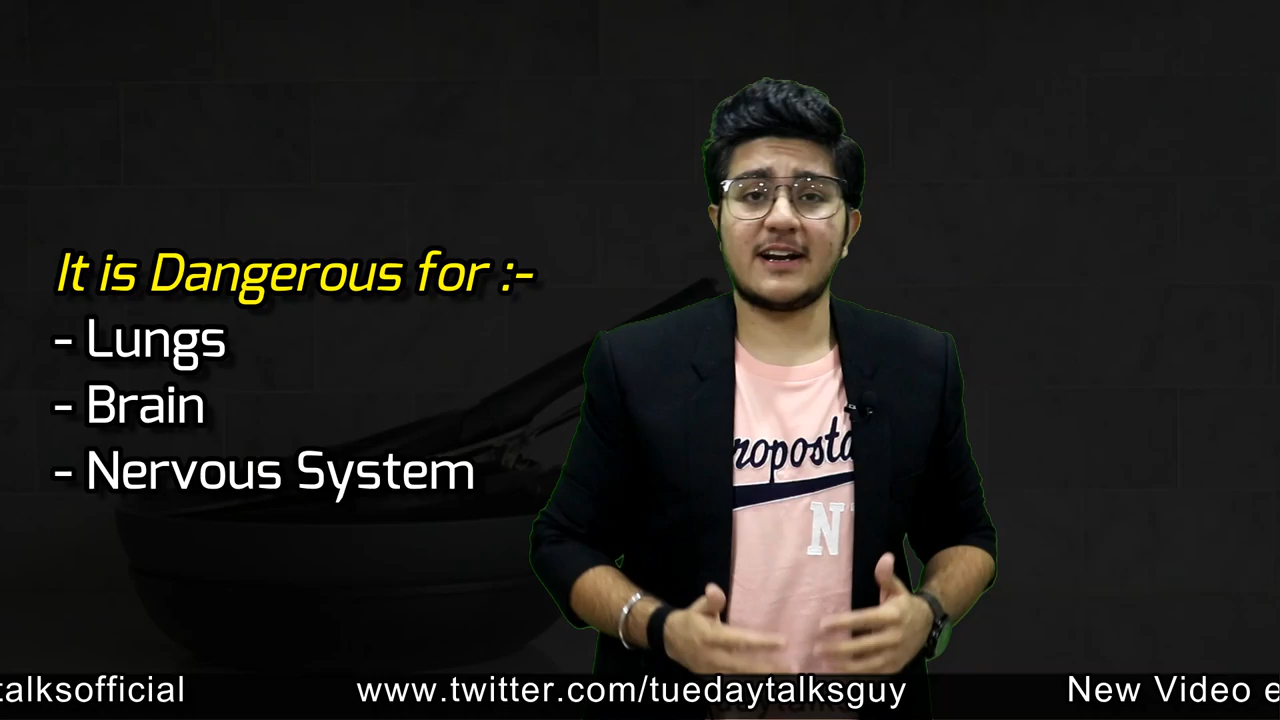 It is Dangerous for :-
- Lungs
- Brain
- Nervous System
N
talksofficial www.twitter.com/tuedaytalksguy New Video e